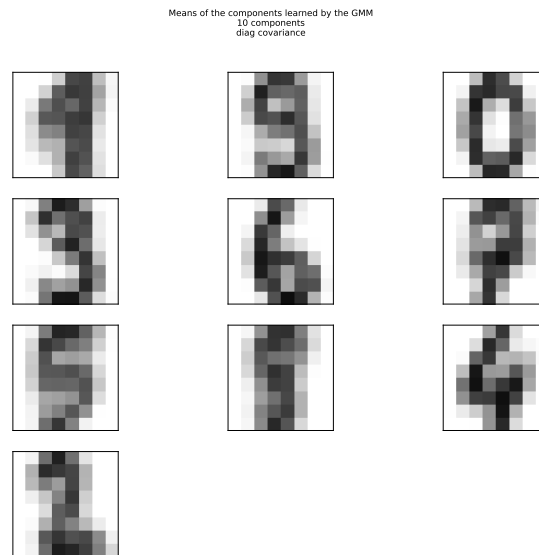 Means of the components learned by the GMM
10 components
diag covariance